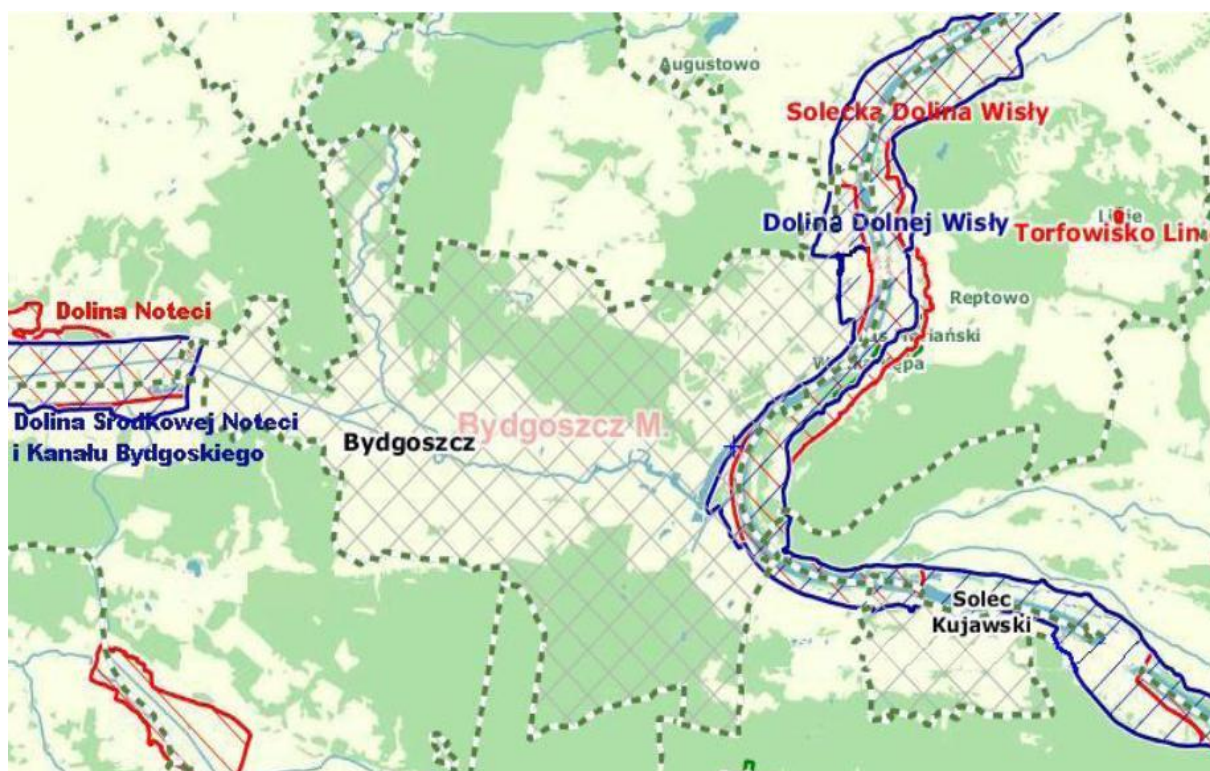 Augustowo
Solecka Dolina Wisły
Dolina Dolnej Wisły
Torfowisko Lin
Dolina Noteci
Reptowo
Dolina Środkowej Noteci
i Kanału Bydgoskiego
Bydgoszcz M.
Bydgoszcz
Solec
Kujawski